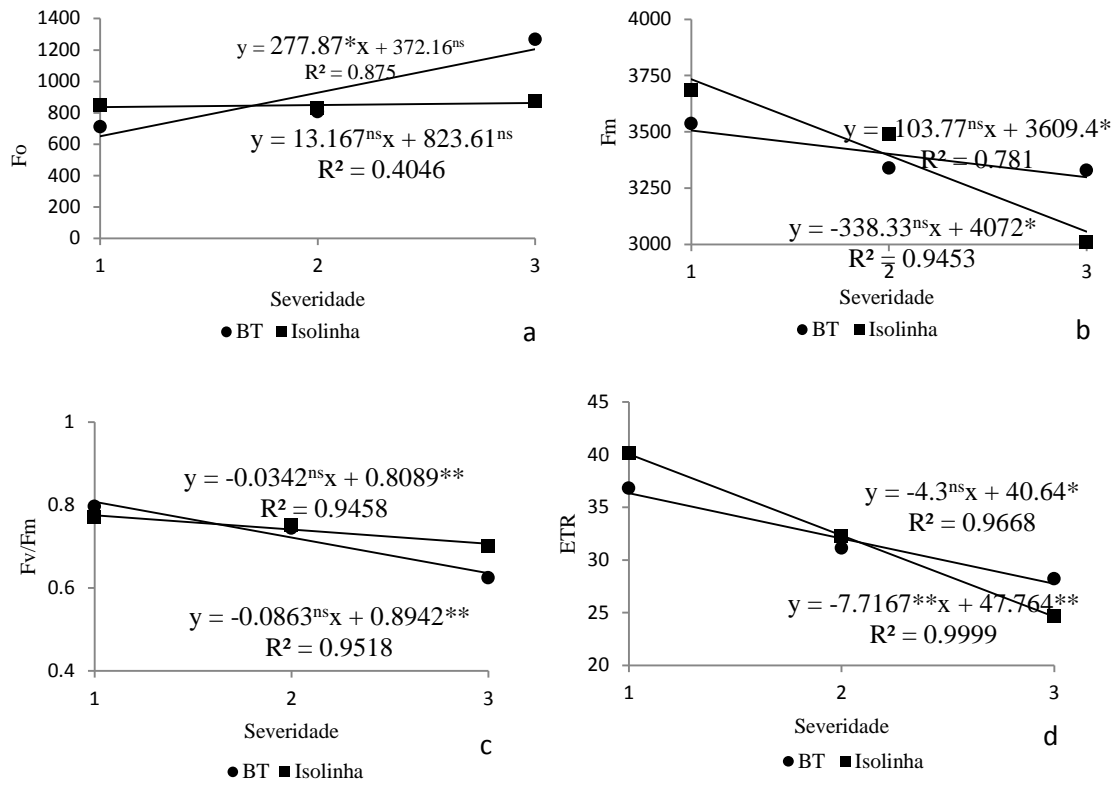 1400
1200
1000
800
600
400
200
0
Fo
y = 277.87*x + 372.16ns
R² = 0.875
y = 13.167nsx + 823.61ns
R² = 0.4046
1 2 3
Severidade
BT Isolinha
a
3750
3500
3250
3000
Fm
y = -103.77nsx + 3609.4*
R² = 0.781
y = -338.33nsx + 4072*
R² = 0.9453
1 2 3
Severidade
BT Isolinha
b
1
0.8
0.6
0.4
Fv/Fm
y = -0.0342nsx + 0.8089**
R² = 0.9458
y = -0.0863nsx + 0.8942**
R² = 0.9518
1 2 3
Severidade
BT Isolinha
c
45
40
35
30
25
20
ETR
y = -4.3nsx + 40.64*
R² = 0.9668
y = -7.7167**x + 47.764**
R² = 0.9999
1 2 3
Severidade
BT Isolinha
d